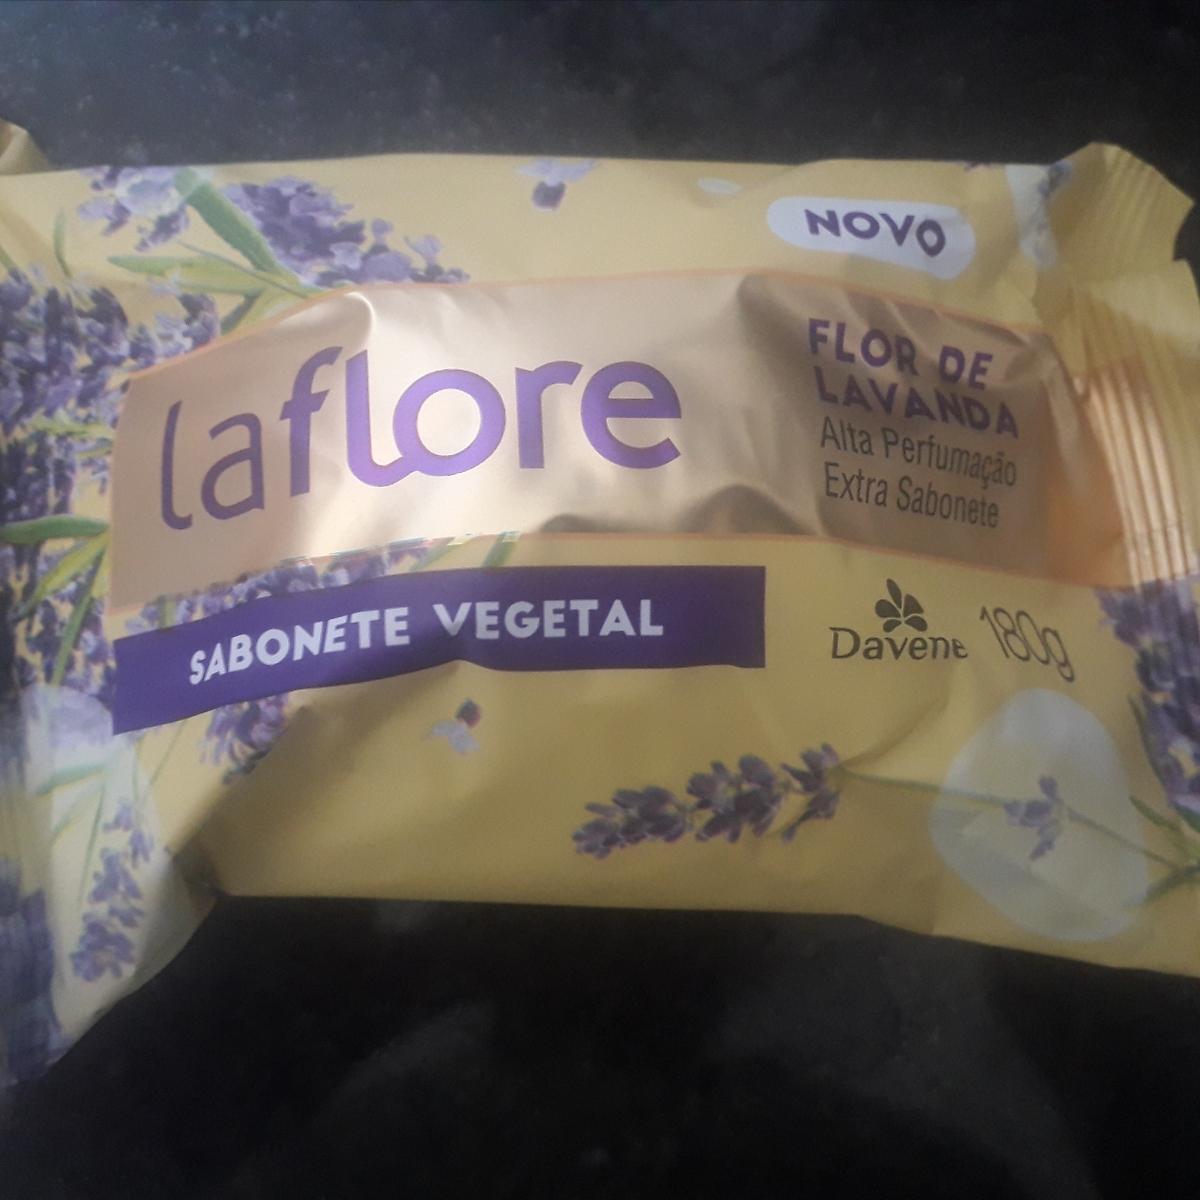 NOVO
laflore
FLOR DE
LAVANDA
Alta Perfumação
Extra Sabonete
SABONETE VEGETAL
Davene 180g